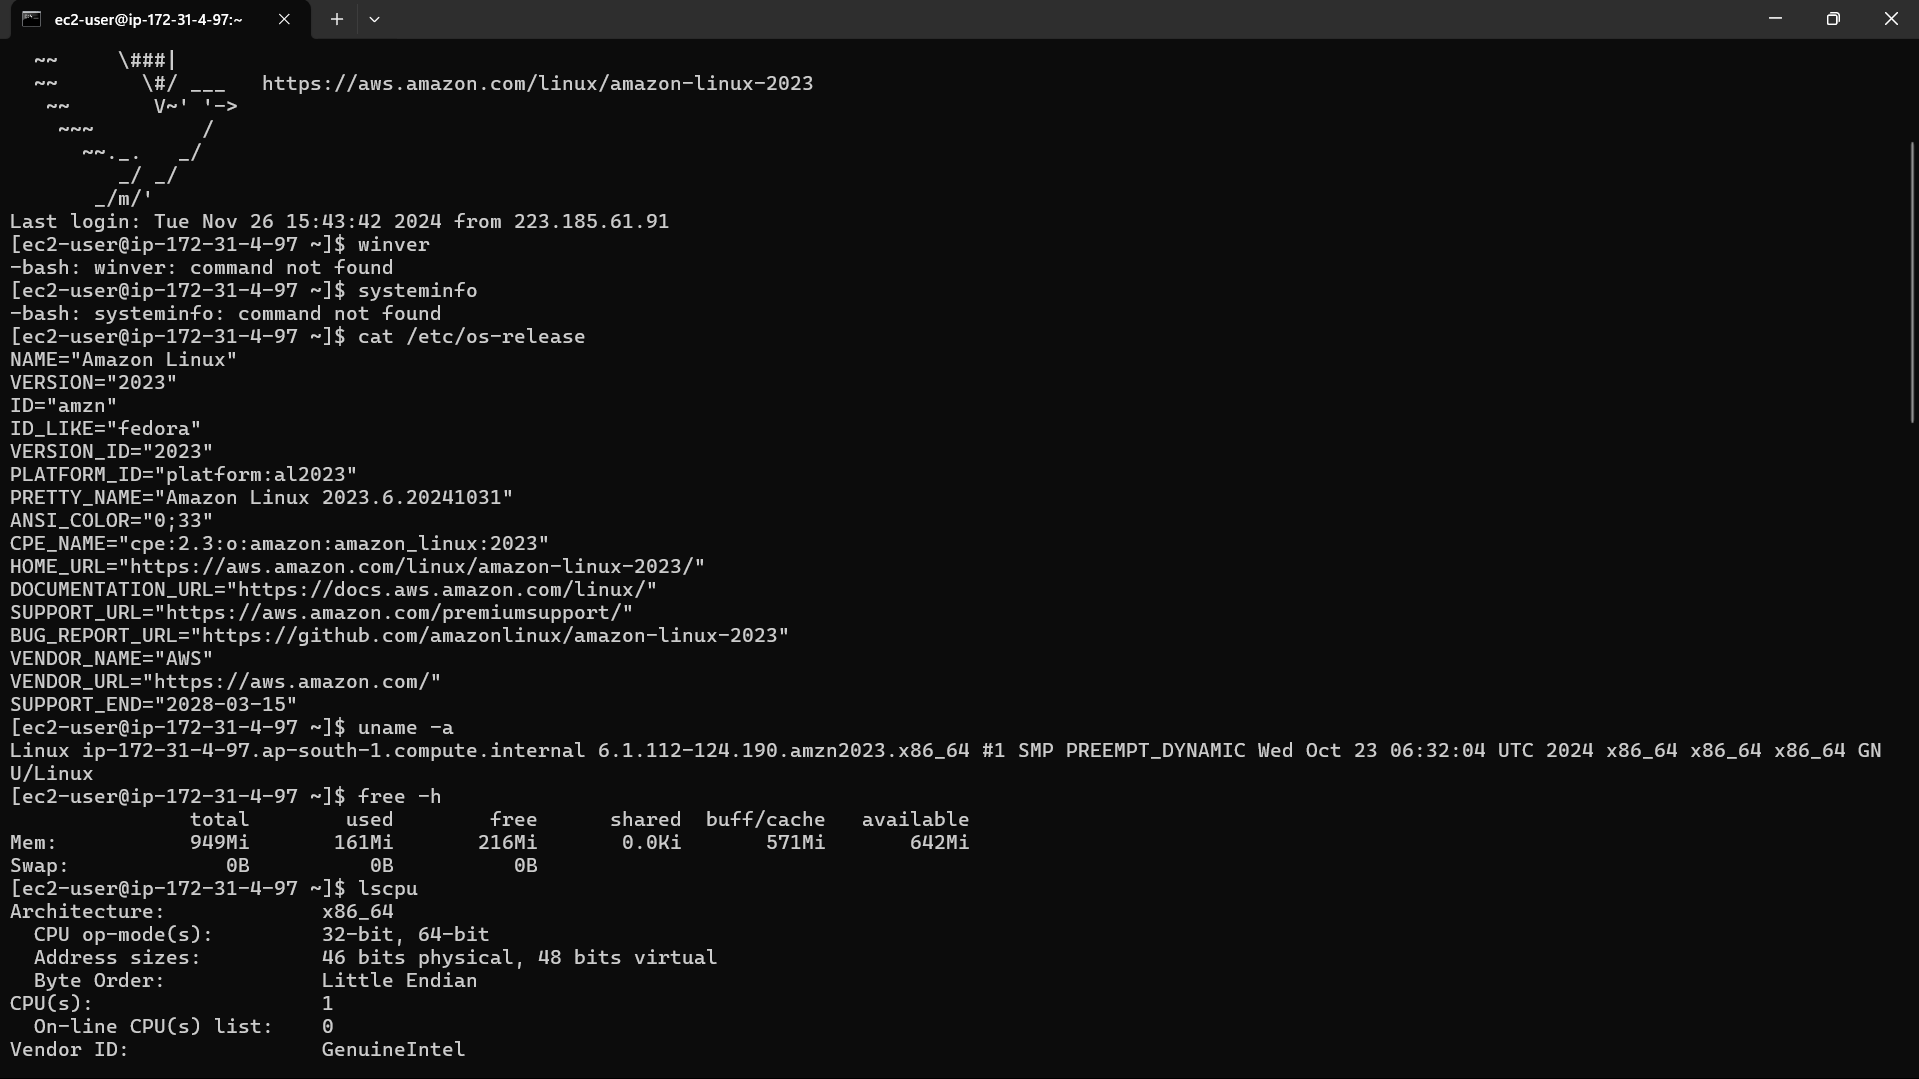 ec2-user@ip-172-31-4-97:~
  ~~     \###|
  ~~       \#/ ___   https://aws.amazon.com/linux/amazon-linux-2023
   ~~       V~' '->
    ~~~         /
      ~~._.   _/
         _/ _/
       _/m/'
Last login: Tue Nov 26 15:43:42 2024 from 223.185.61.91
[ec2-user@ip-172-31-4-97 ~]$ winver
-bash: winver: command not found
[ec2-user@ip-172-31-4-97 ~]$ systeminfo
-bash: systeminfo: command not found
[ec2-user@ip-172-31-4-97 ~]$ cat /etc/os-release
NAME="Amazon Linux"
VERSION="2023"
ID="amzn"
ID_LIKE="fedora"
VERSION_ID="2023"
PLATFORM_ID="platform:al2023"
PRETTY_NAME="Amazon Linux 2023.6.20241031"
ANSI_COLOR="0;33"
CPE_NAME="cpe:2.3:o:amazon:amazon_linux:2023"
HOME_URL="https://aws.amazon.com/linux/amazon-linux-2023/"
DOCUMENTATION_URL="https://docs.aws.amazon.com/linux/"
SUPPORT_URL="https://aws.amazon.com/premiumsupport/"
BUG_REPORT_URL="https://github.com/amazonlinux/amazon-linux-2023"
VENDOR_NAME="AWS"
VENDOR_URL="https://aws.amazon.com/"
SUPPORT_END="2028-03-15"
[ec2-user@ip-172-31-4-97 ~]$ uname -a
Linux ip-172-31-4-97.ap-south-1.compute.internal 6.1.112-124.190.amzn2023.x86_64 #1 SMP PREEMPT_DYNAMIC Wed Oct 23 06:32:04 UTC 2024 x86_64 x86_64 x86_64 GN
U/Linux
[ec2-user@ip-172-31-4-97 ~]$ free -h
               total        used        free      shared  buff/cache   available
Mem:           949Mi       161Mi       216Mi       0.0Ki       571Mi       642Mi
Swap:             0B          0B          0B
[ec2-user@ip-172-31-4-97 ~]$ lscpu
Architecture:             x86_64
  CPU op-mode(s):         32-bit, 64-bit
  Address sizes:          46 bits physical, 48 bits virtual
  Byte Order:             Little Endian
CPU(s):                   1
  On-line CPU(s) list:    0
Vendor ID:                GenuineIntel